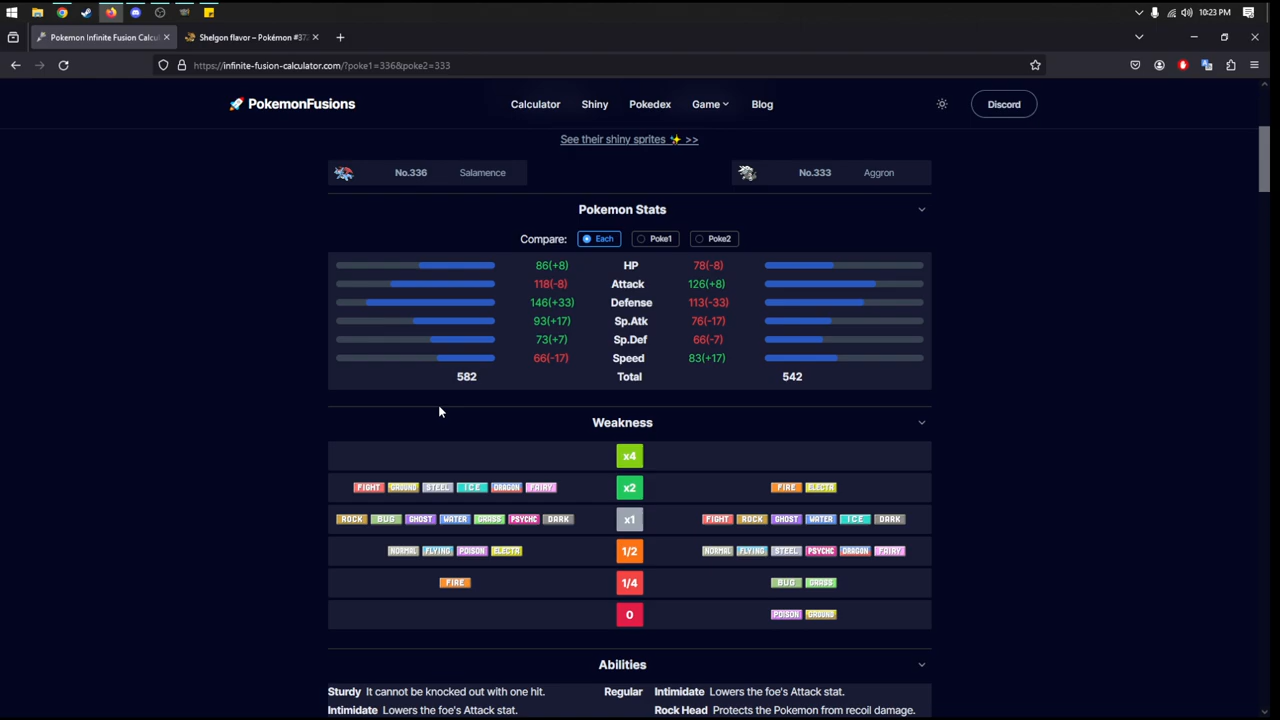 10:23 PM
Pokemon Infinite Fusion Calcul
Shelgon flavor – Pokémon #37
https://infinite-fusion-calculator.com/?poke1=336&poke2=333
PokemonFusions
Calculator Shiny Pokedex Game Blog Discord
See their shiny sprites ✨ >>
No.336 Salamence No.333 Aggron
Pokemon Stats
Compare: Each Poke1 Poke2
86(+8) HP 78(-8)
118(-8) Attack 126(+8)
146(+33) Defense 113(-33)
93(+17) Sp.Atk 76(-17)
73(+7) Sp.Def 66(-7)
66(-17) Speed 83(+17)
582 Total 542
Weakness
x4
FIGHT GROUND STEEL ICE DRAGON FAIRY x2 FIRE ELECTR
ROCK BUG GHOST WATER GRASS PSYCHC DARK x1 FIGHT ROCK GHOST WATER ICE DARK
NORMAL FLYING POISON ELECTR 1/2 NORMAL FLYING STEEL PSYCHC DRAGON FAIRY
FIRE 1/4 BUG GRASS
0 POISON GROUND
Abilities
Sturdy It cannot be knocked out with one hit. Regular Intimidate Lowers the foe's Attack stat.
Intimidate Lowers the foe's Attack stat. Rock Head Protects the Pokemon from recoil damage.